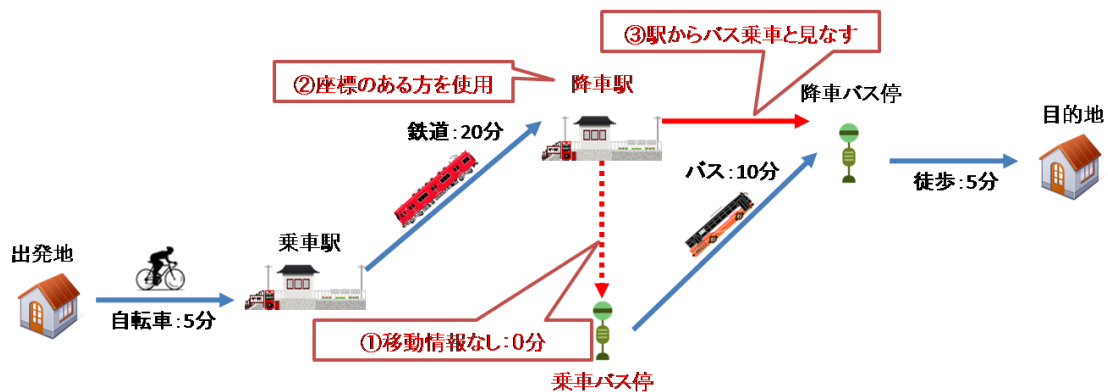 ③駅からバス乗車と見なす
②座標のある方を使用
降車駅
降車バス停
目的地
鉄道：20分
バス：10分
徒歩：5分
乗車駅
出発地
自転車：5分
①移動情報なし：0分
乗車バス停